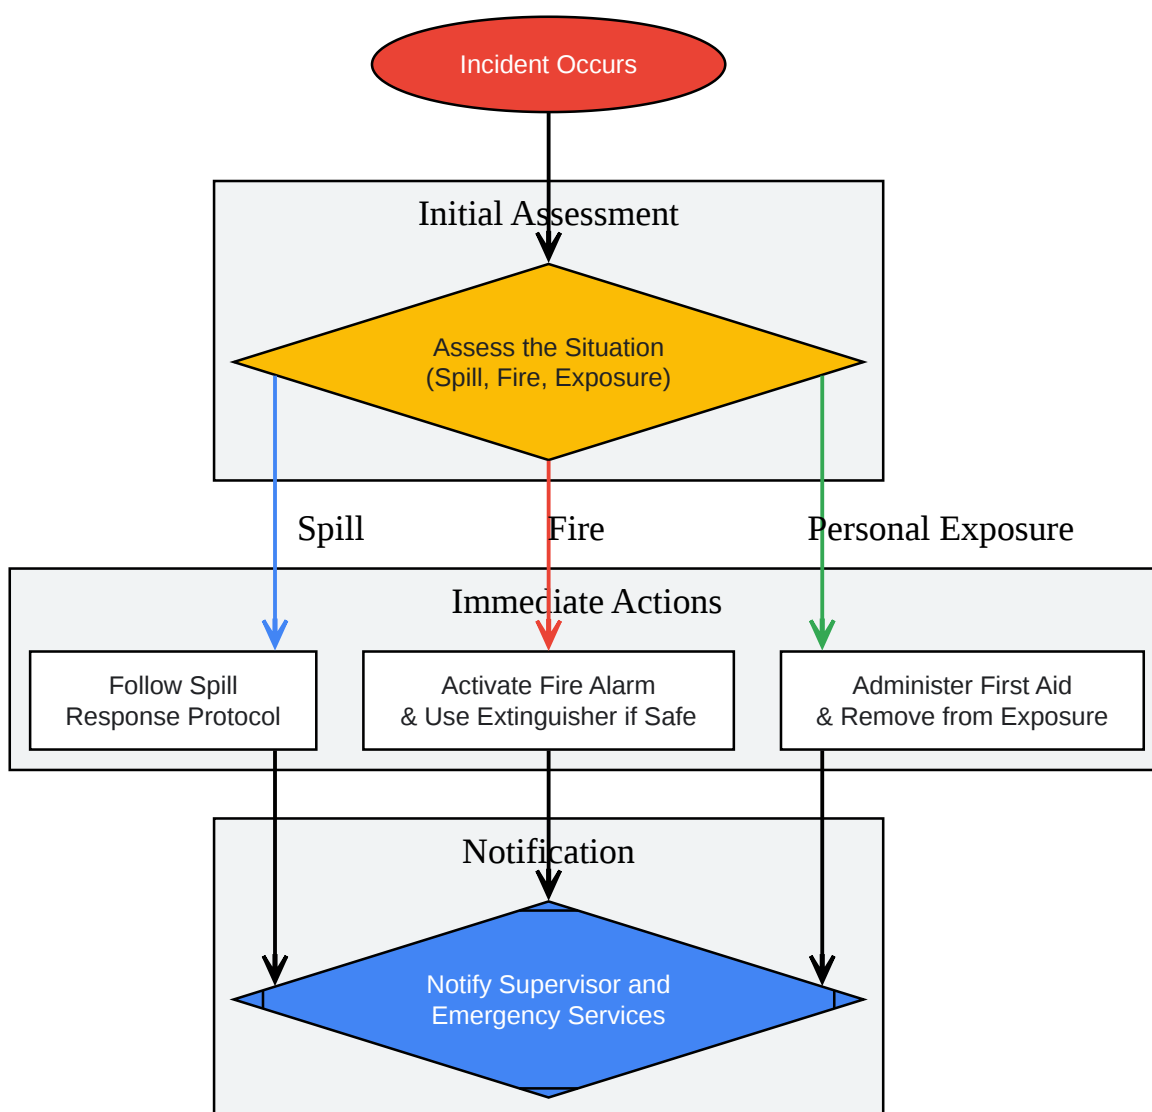 Incident Occurs
Initial Assessment
Assess the Situation
(Spill, Fire, Exposure)
Spill
Fire
Personal Exposure
Immediate Actions
Follow Spill
Response Protocol
Activate Fire Alarm
& Use Extinguisher if Safe
Administer First Aid
& Remove from Exposure
Notification
Notify Supervisor and
Emergency Services